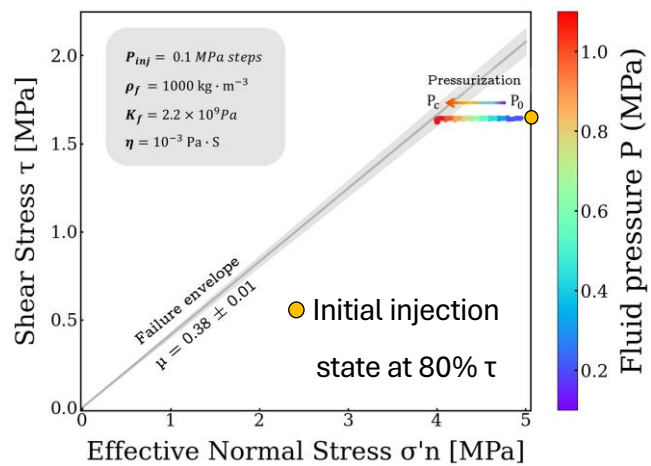 P_inj = 0.1 MPa steps
ρ_f = 1000 kg · m⁻³
K_f = 2.2 × 10⁹Pa
η = 10⁻³ Pa · S
Pressurization
P_c P_0
Failure envelope
μ = 0.38 ± 0.01
Initial injection
state at 80% τ
Shear Stress τ [MPa]
2.0
1.5
1.0
0.5
0.0
0 1 2 3 4 5
Effective Normal Stress σ'n [MPa]
1.0
0.8
0.6
0.4
0.2
Fluid pressure P (MPa)